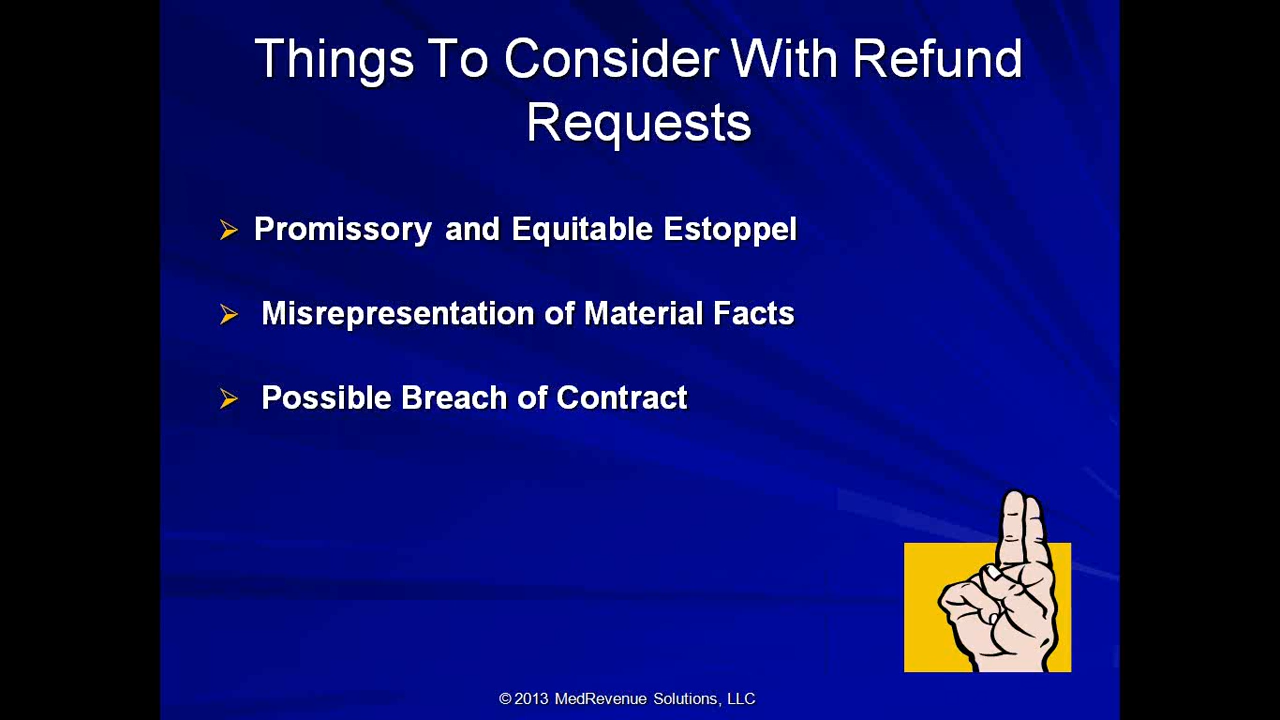 Things To Consider With Refund
Requests
Promissory and Equitable Estoppel
Misrepresentation of Material Facts
Possible Breach of Contract
© 2013 MedRevenue Solutions, LLC